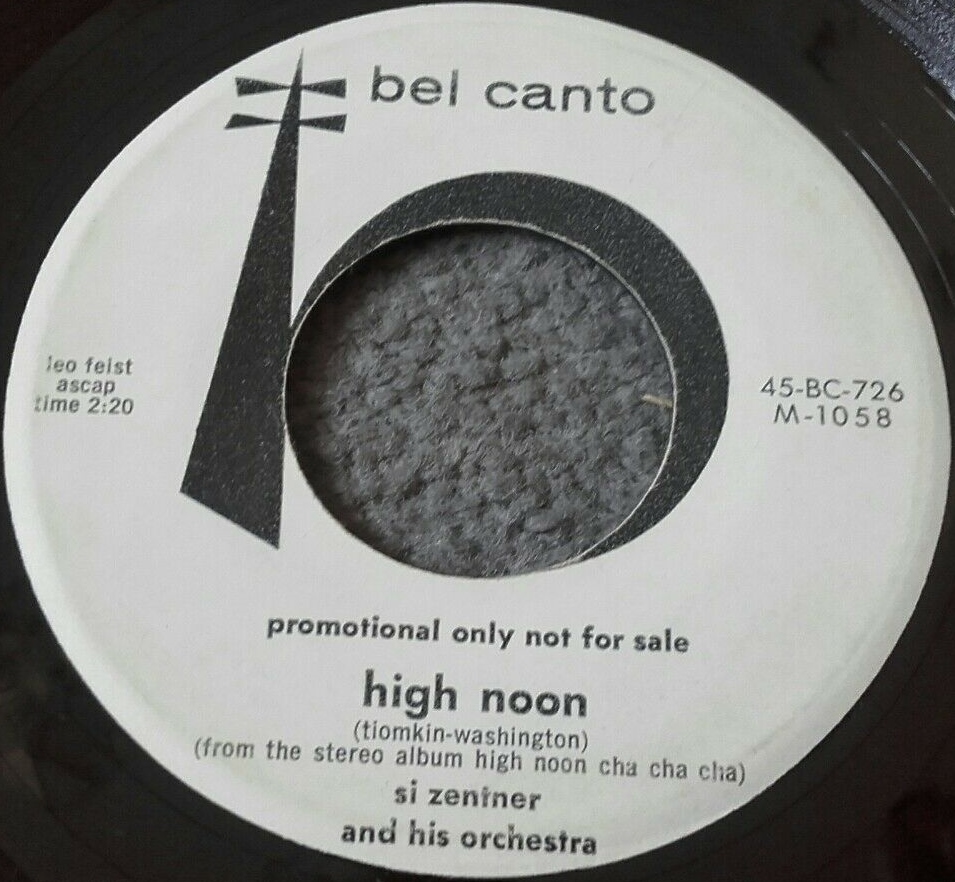 bel canto
leo feist
ascap
time 2:20
45-BC-726
M-1058
promotional only not for sale
high noon
(tiomkin-washington)
(from the stereo album high noon cha cha cha)
si zentner
and his orchestra